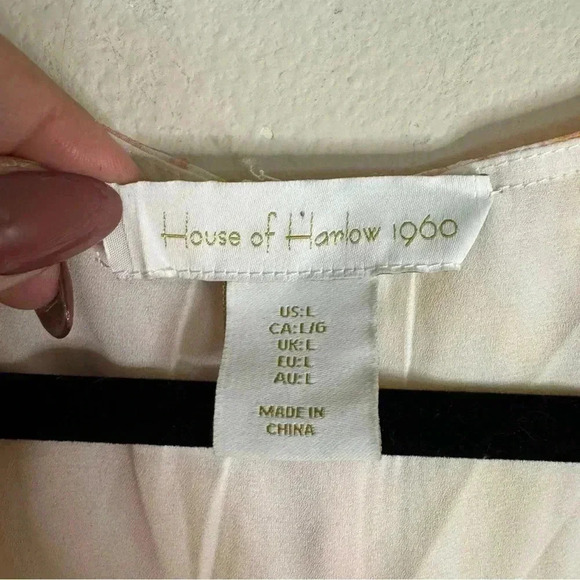 House of Harlow 1960
US:L
CA:L/G
UK:L
EU:L
AU:L
MADE IN
CHINA